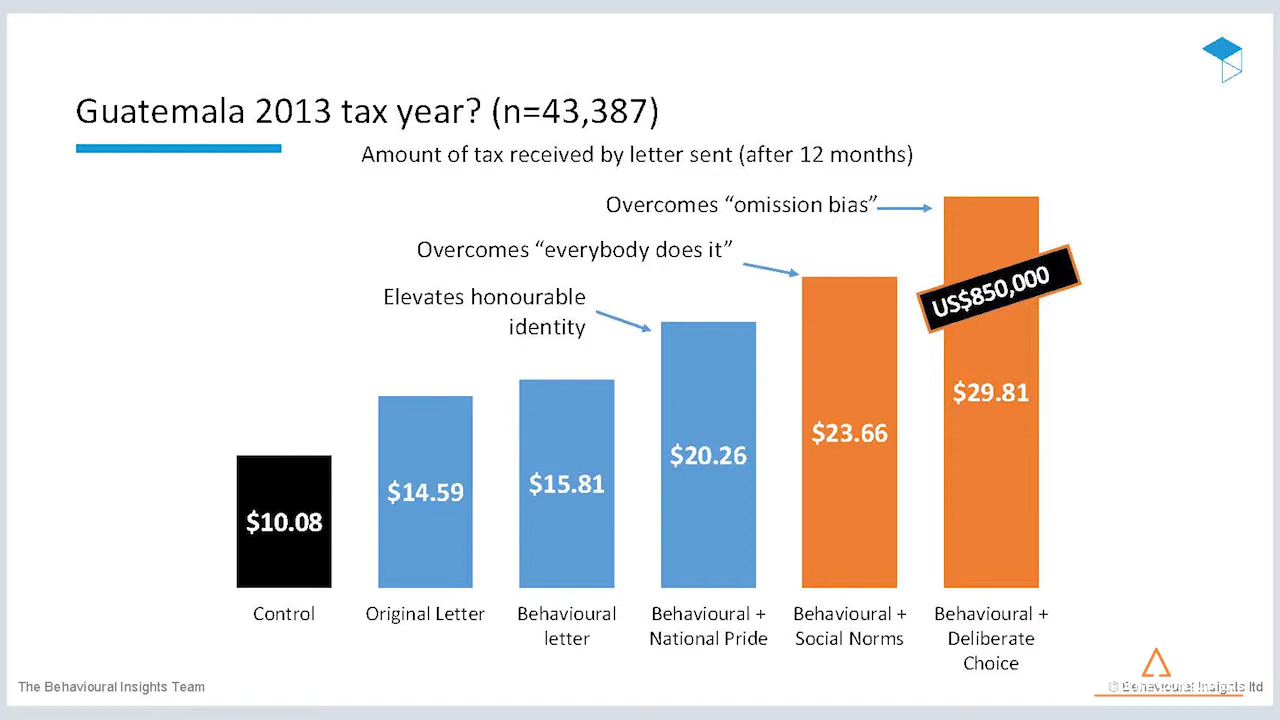 Guatemala 2013 tax year? (n=43,387)
Amount of tax received by letter sent (after 12 months)
Overcomes “omission bias”
Overcomes “everybody does it”
Elevates honourable
identity
US$850,000
$10.08
$14.59
$15.81
$20.26
$23.66
$29.81
Control
Original Letter
Behavioural
letter
Behavioural +
National Pride
Behavioural +
Social Norms
Behavioural +
Deliberate
Choice
The Behavioural Insights Team
© Behavioural Insights ltd